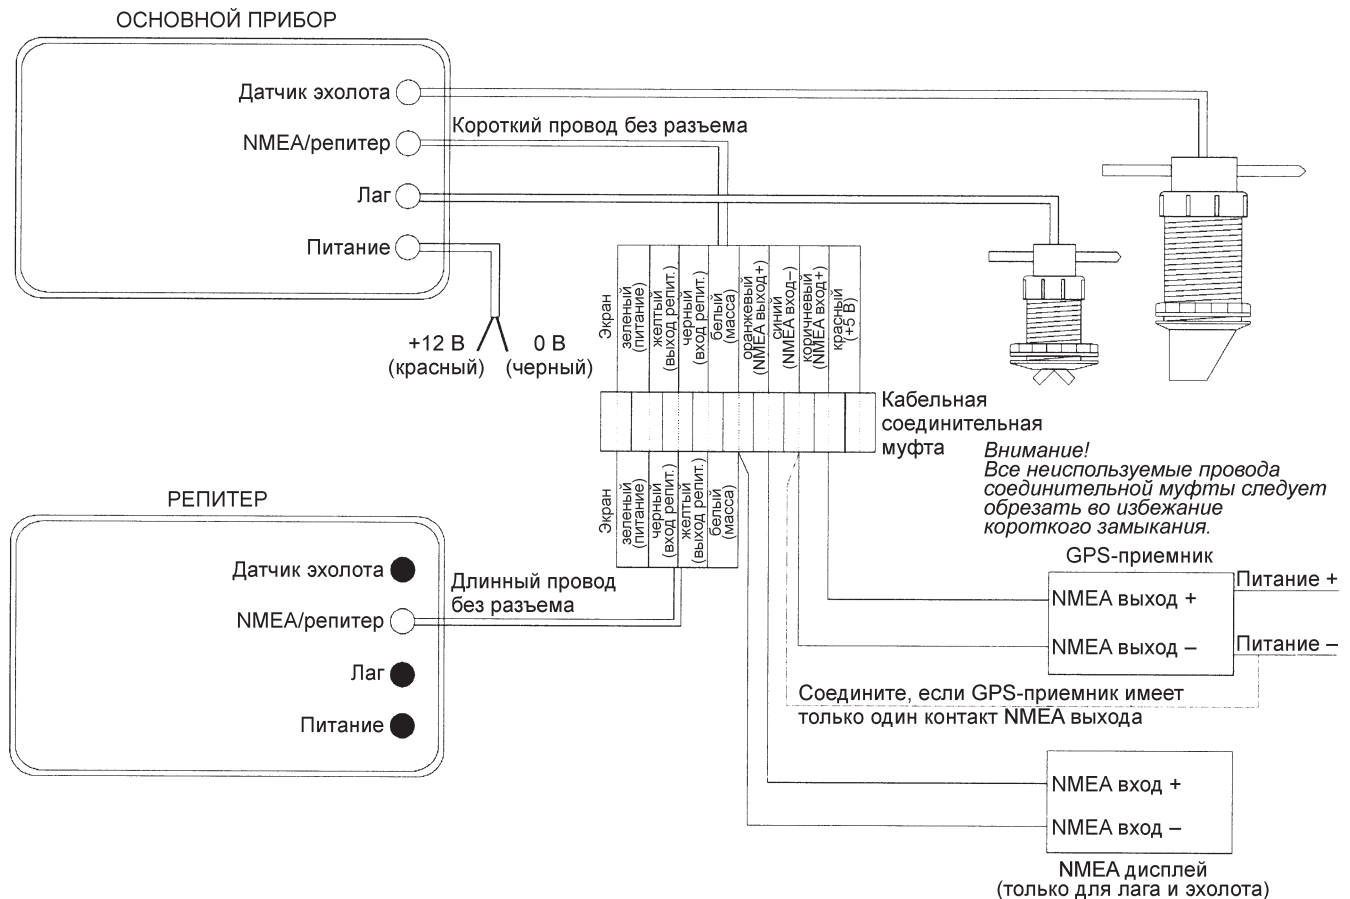 ОСНОВНОЙ ПРИБОР
Датчик эхолота
NMEA/репитер
Лаг
Питание
Короткий провод без разъема
+12 В
(красный)
0 В
(черный)
Экран
зеленый
(питание)
желтый
(выход репит.)
черный
(вход репит.)
белый
(масса)
оранжевый
(NMEA выход+)
синий
(NMEA вход–)
коричневый
(NMEA вход+)
красный
(+5 В)
Кабельная
соединительная
муфта
Внимание!
Все неиспользуемые провода
соединительной муфты следует
обрезать во избежание
короткого замыкания.
Экран
зеленый
(питание)
черный
(вход репит.)
желтый
(выход репит.)
белый
(масса)
РЕПИТЕР
Датчик эхолота
NMEA/репитер
Лаг
Питание
Длинный провод
без разъема
GPS-приемник
NMEA выход +
NMEA выход –
Питание +
Питание –
Соедините, если GPS-приемник имеет
только один контакт NMEA выхода
NMEA вход +
NMEA вход –
NMEA дисплей
(только для лага и эхолота)